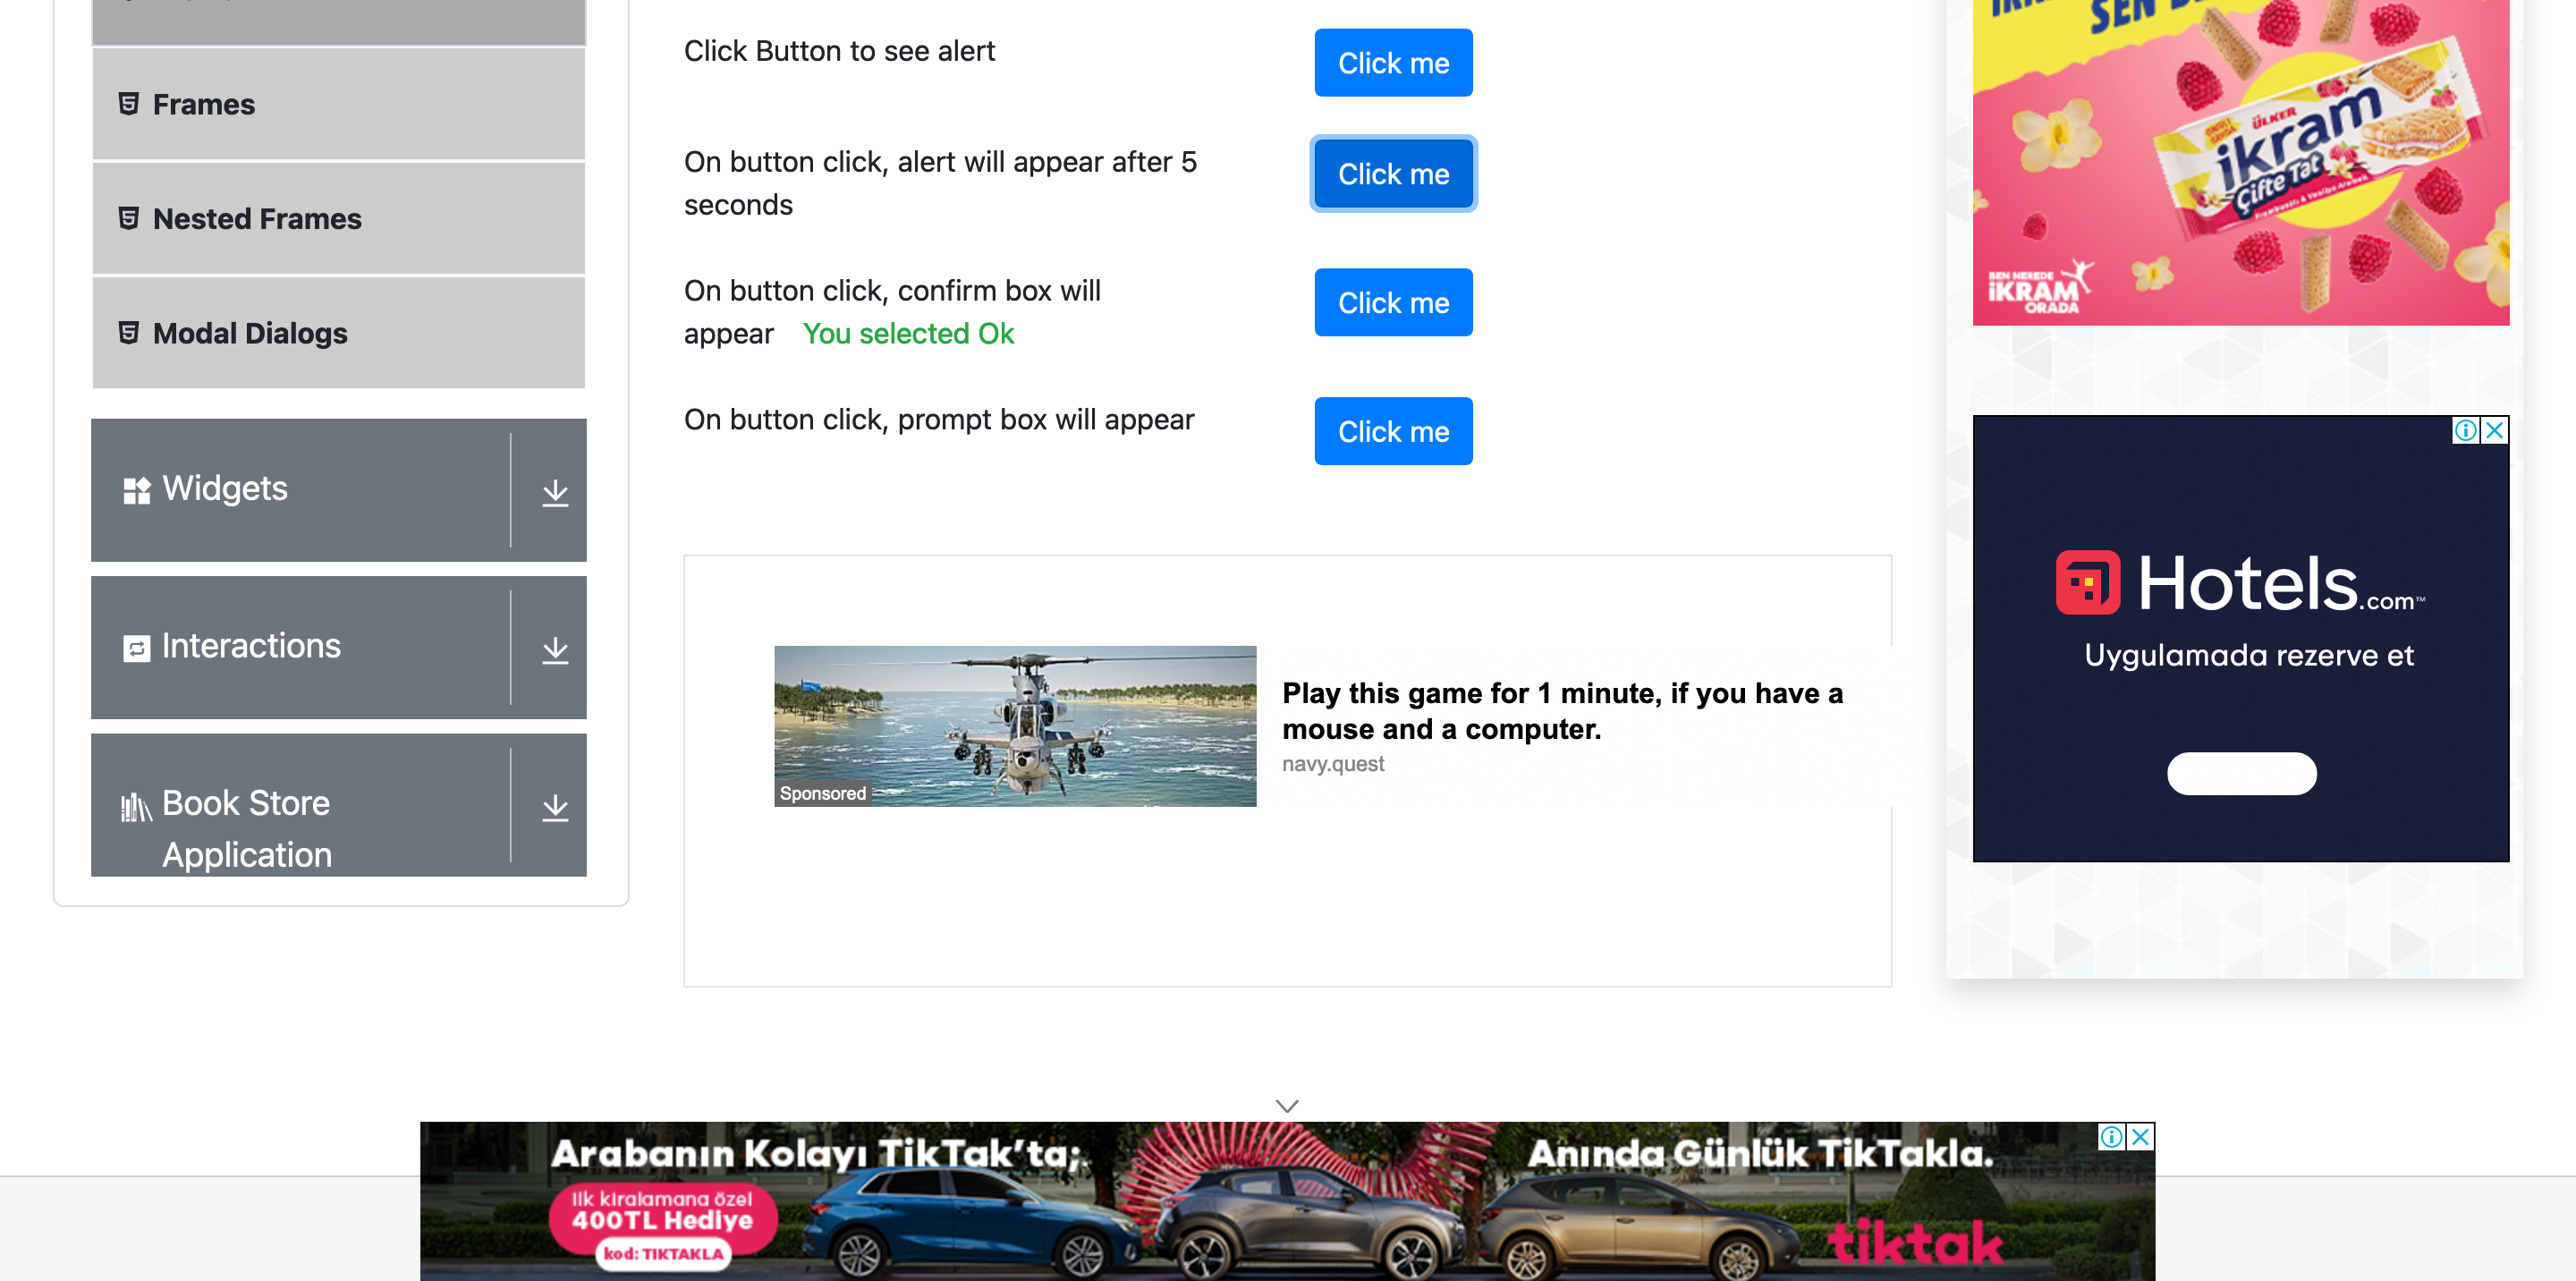 Frames
Nested Frames
Modal Dialogs
Widgets
Interactions
Book Store
Application
Click Button to see alert
Click me
On button click, alert will appear after 5
seconds
Click me
On button click, confirm box will
appear You selected Ok
Click me
On button click, prompt box will appear
Click me
Sponsored
Play this game for 1 minute, if you have a
mouse and a computer.
navy.quest
ÜLKER
ikram
Çifte Tat
BEN NEREDE
iKRAM
ORADA
Hotels.com™
Uygulamada rezerve et
Arabanın Kolayı TikTak'ta;
Anında Günlük TikTakla.
İlk kiralamana özel
400TL Hediye
kod: TIKTAKLA
tiktak